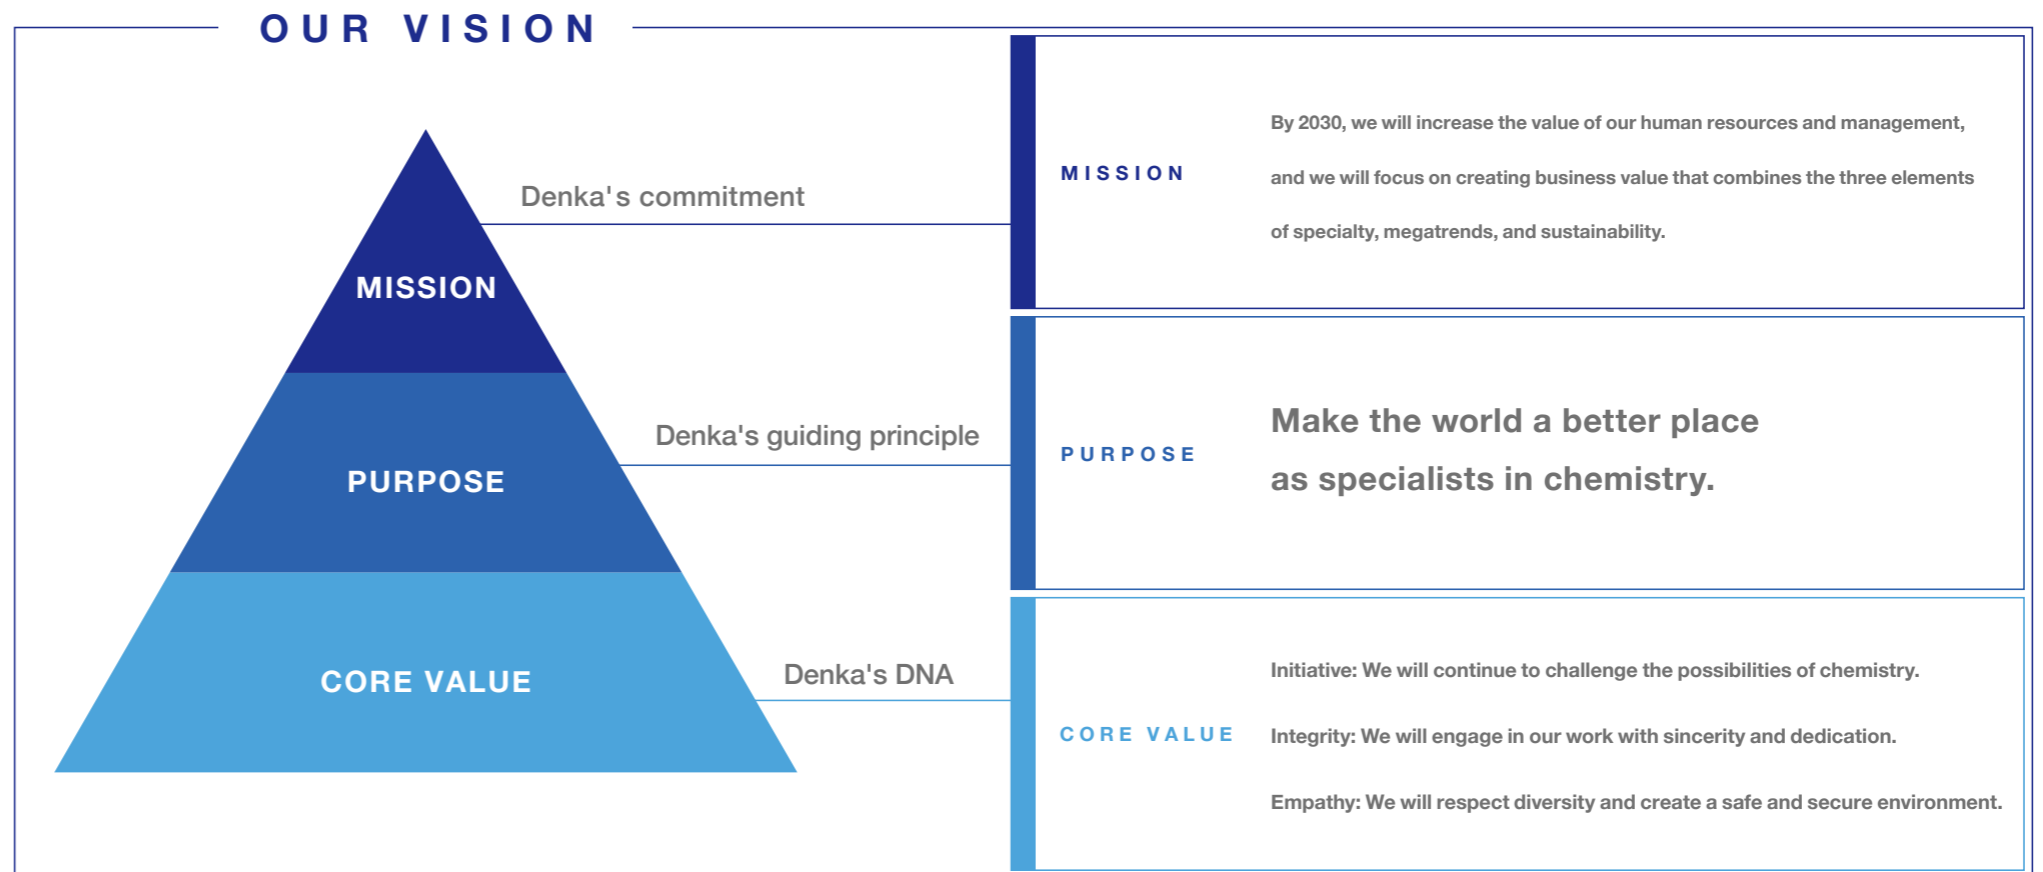 OUR VISION
MISSION
PURPOSE
CORE VALUE
Denka's commitment
Denka's guiding principle
Denka's DNA
MISSION
By 2030, we will increase the value of our human resources and management,
and we will focus on creating business value that combines the three elements
of specialty, megatrends, and sustainability.
PURPOSE
Make the world a better place
as specialists in chemistry.
CORE VALUE
Initiative: We will continue to challenge the possibilities of chemistry.
Integrity: We will engage in our work with sincerity and dedication.
Empathy: We will respect diversity and create a safe and secure environment.